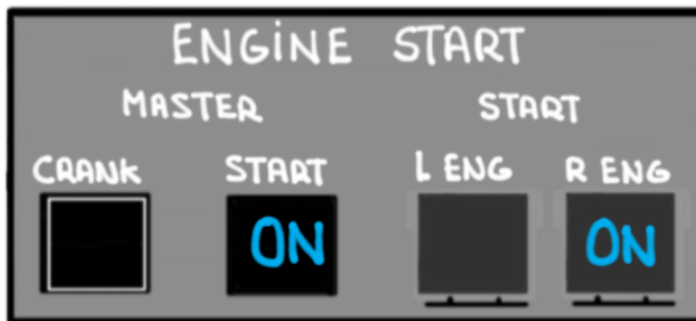 ENGINE START
MASTER START
CRANK START L ENG R ENG
ON ON